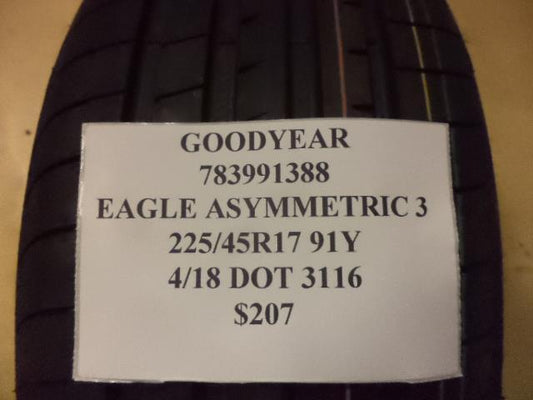 GOODYEAR
783991388
EAGLE ASYMMETRIC 3
225/45R17 91Y
4/18 DOT 3116
$207